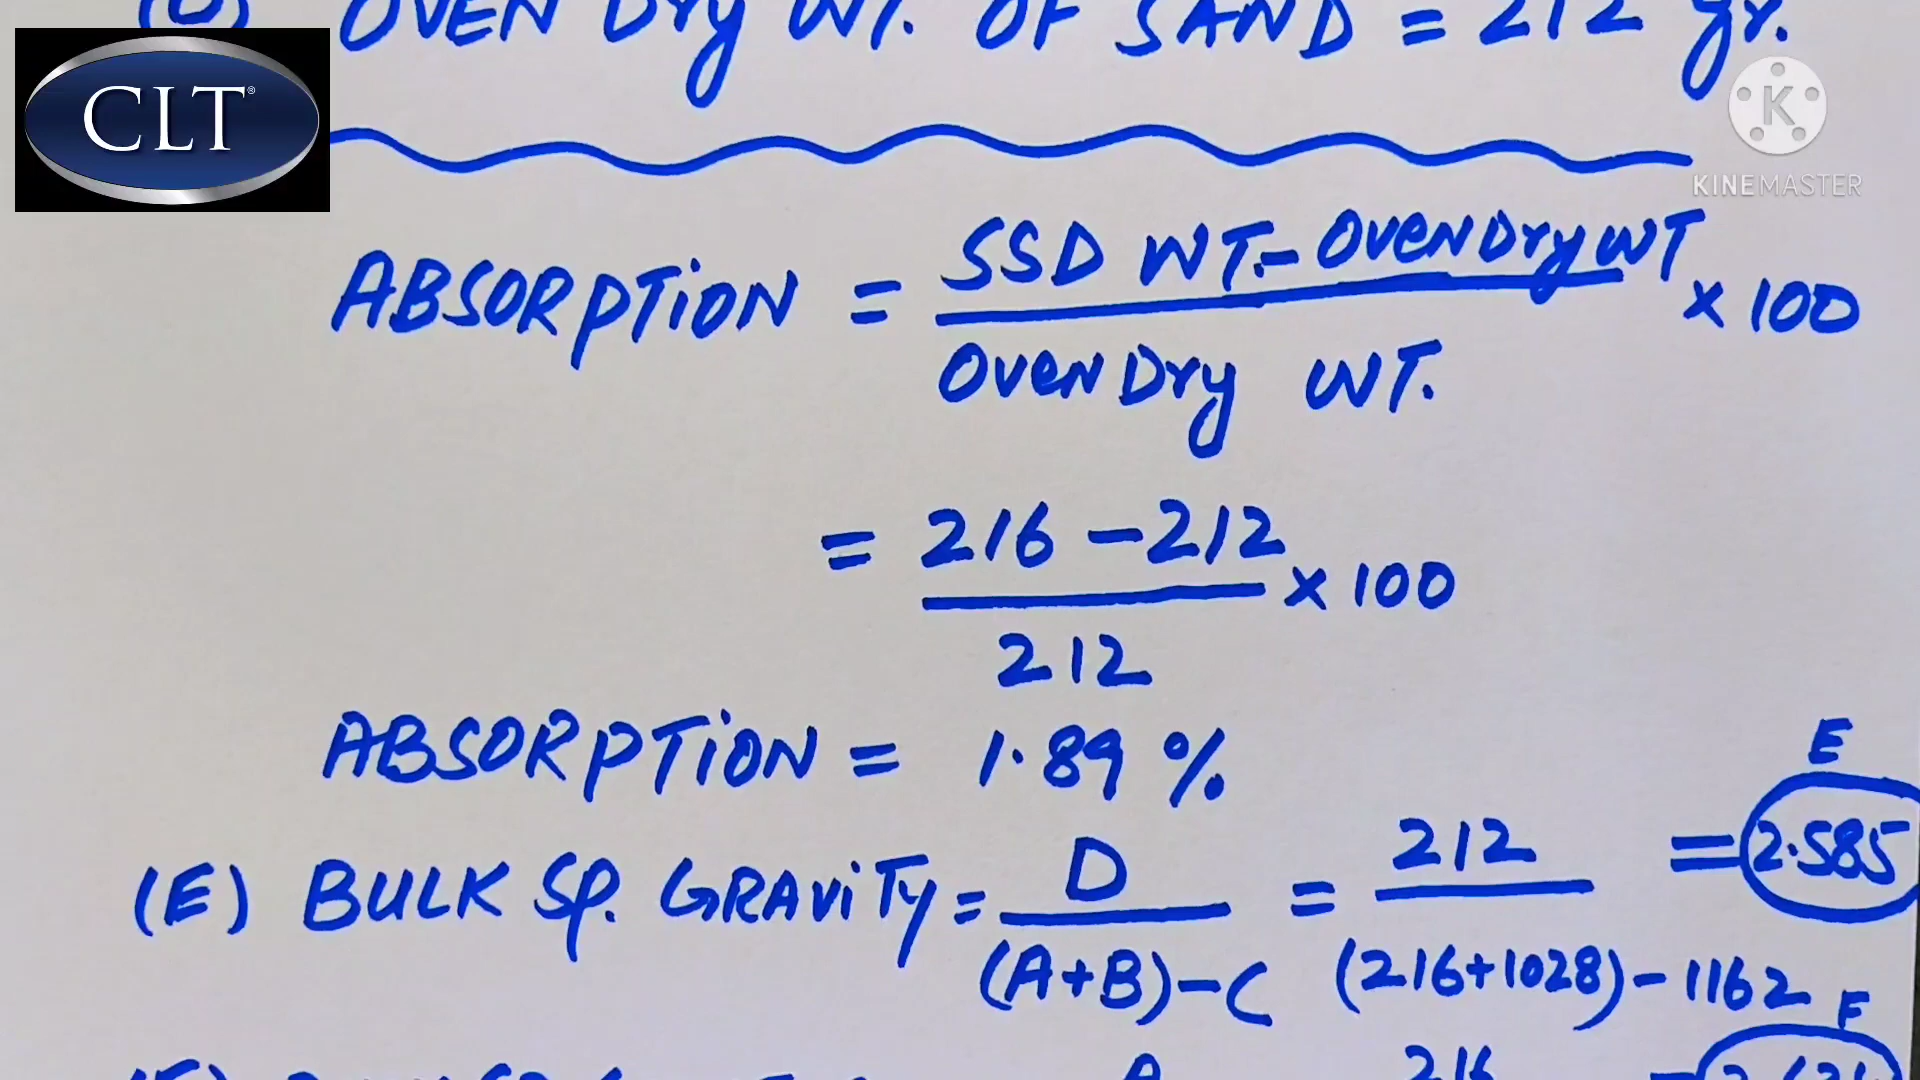 OVEN Dry WT. OF SAND = 212 gr.
CLT®
KINEMASTER
ABSORPTION = SSD WT. - OVEN Dry WT
OVEN Dry WT. × 100
= 216 - 212
212 × 100
ABSORPTION = 1.89 %
E
(E) BULK SP. GRAVITY = D = 212 = 2.585
(A+B) - C (216+1028) - 1162
F
216